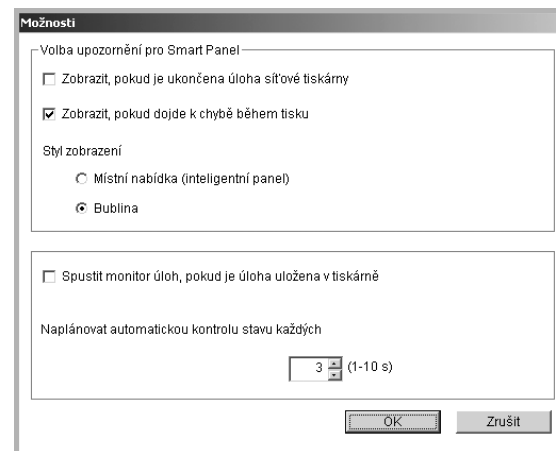 Možnosti
Volba upozornění pro Smart Panel
Zobrazit, pokud je ukončena úloha síťové tiskárny
Zobrazit, pokud dojde k chybě během tisku
Styl zobrazení
Místní nabídka (inteligentní panel)
Bublina
Spustit monitor úloh, pokud je úloha uložena v tiskárně
Naplánovat automatickou kontrolu stavu každých
3 (1-10 s)
OK Zrušit